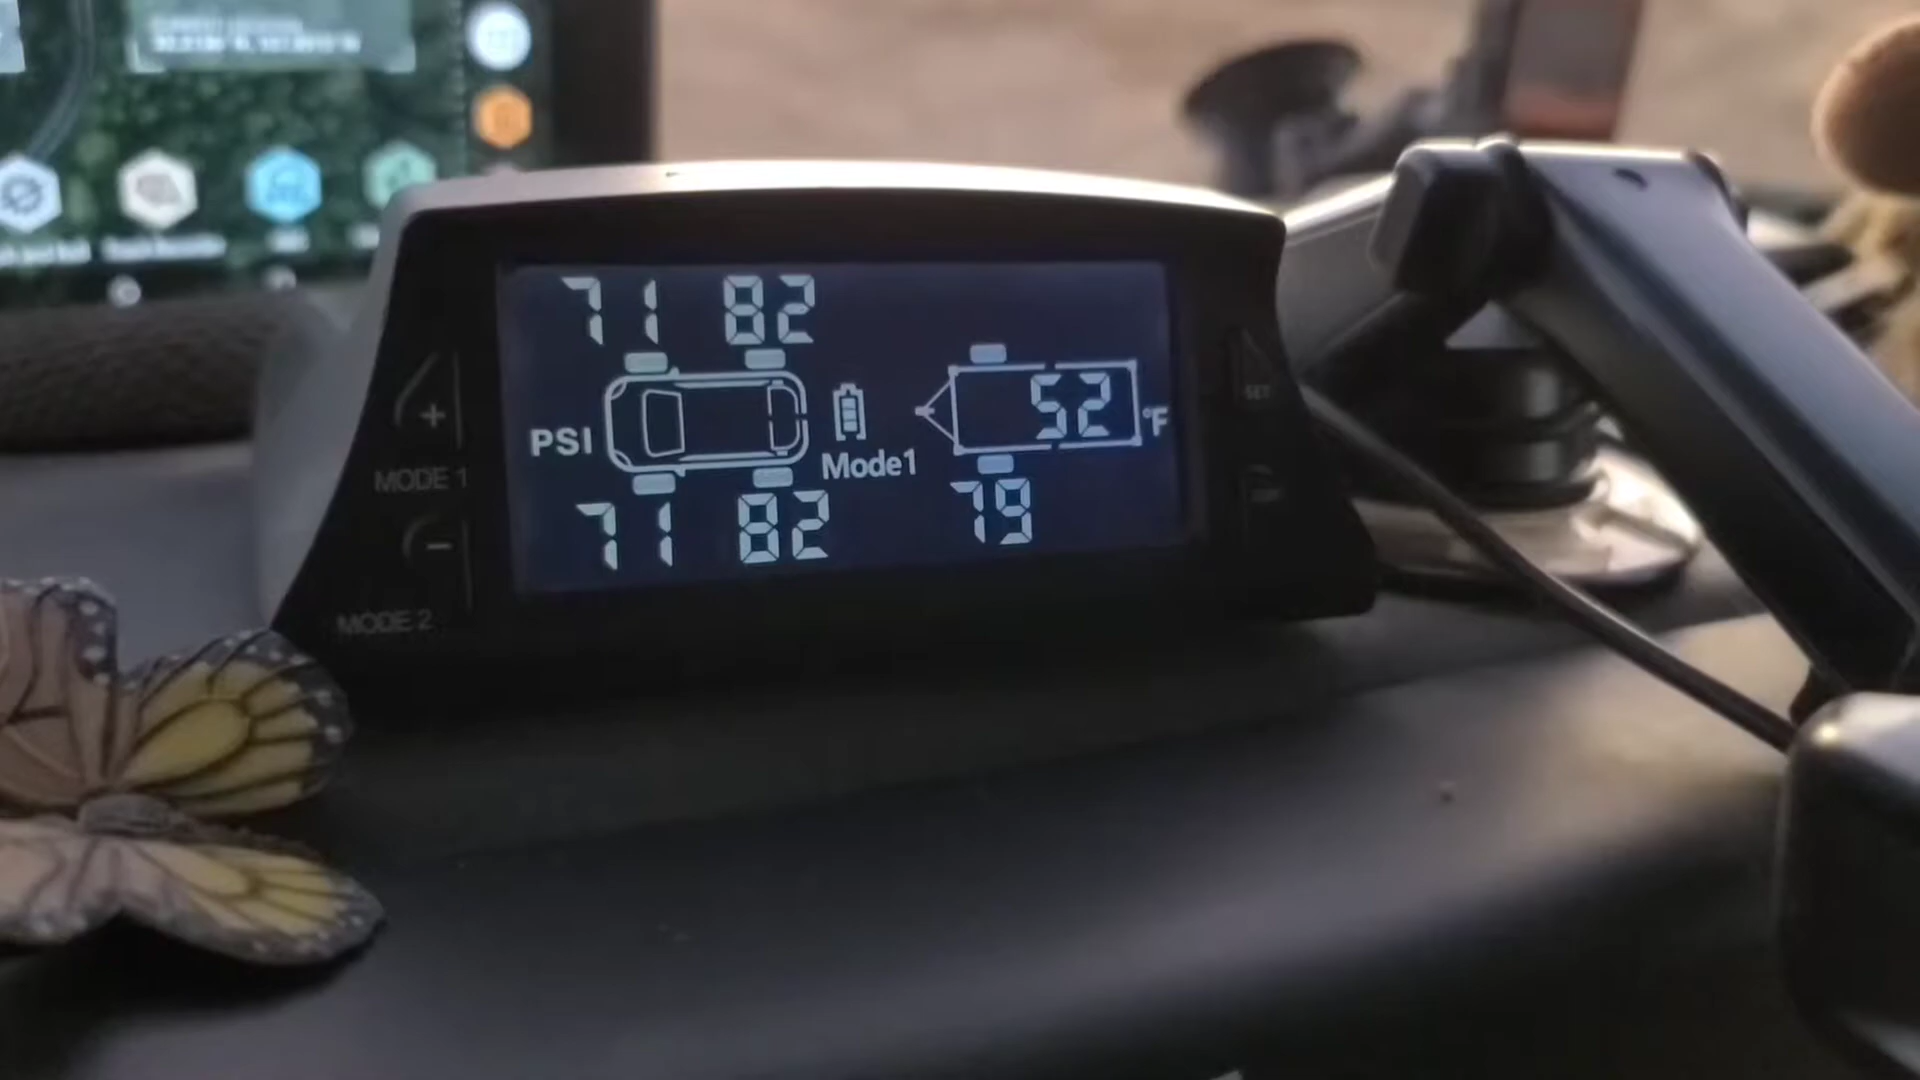 71 82
52 °F
PSI
Mode1
71 82 79
MODE 1
MODE 2
SET